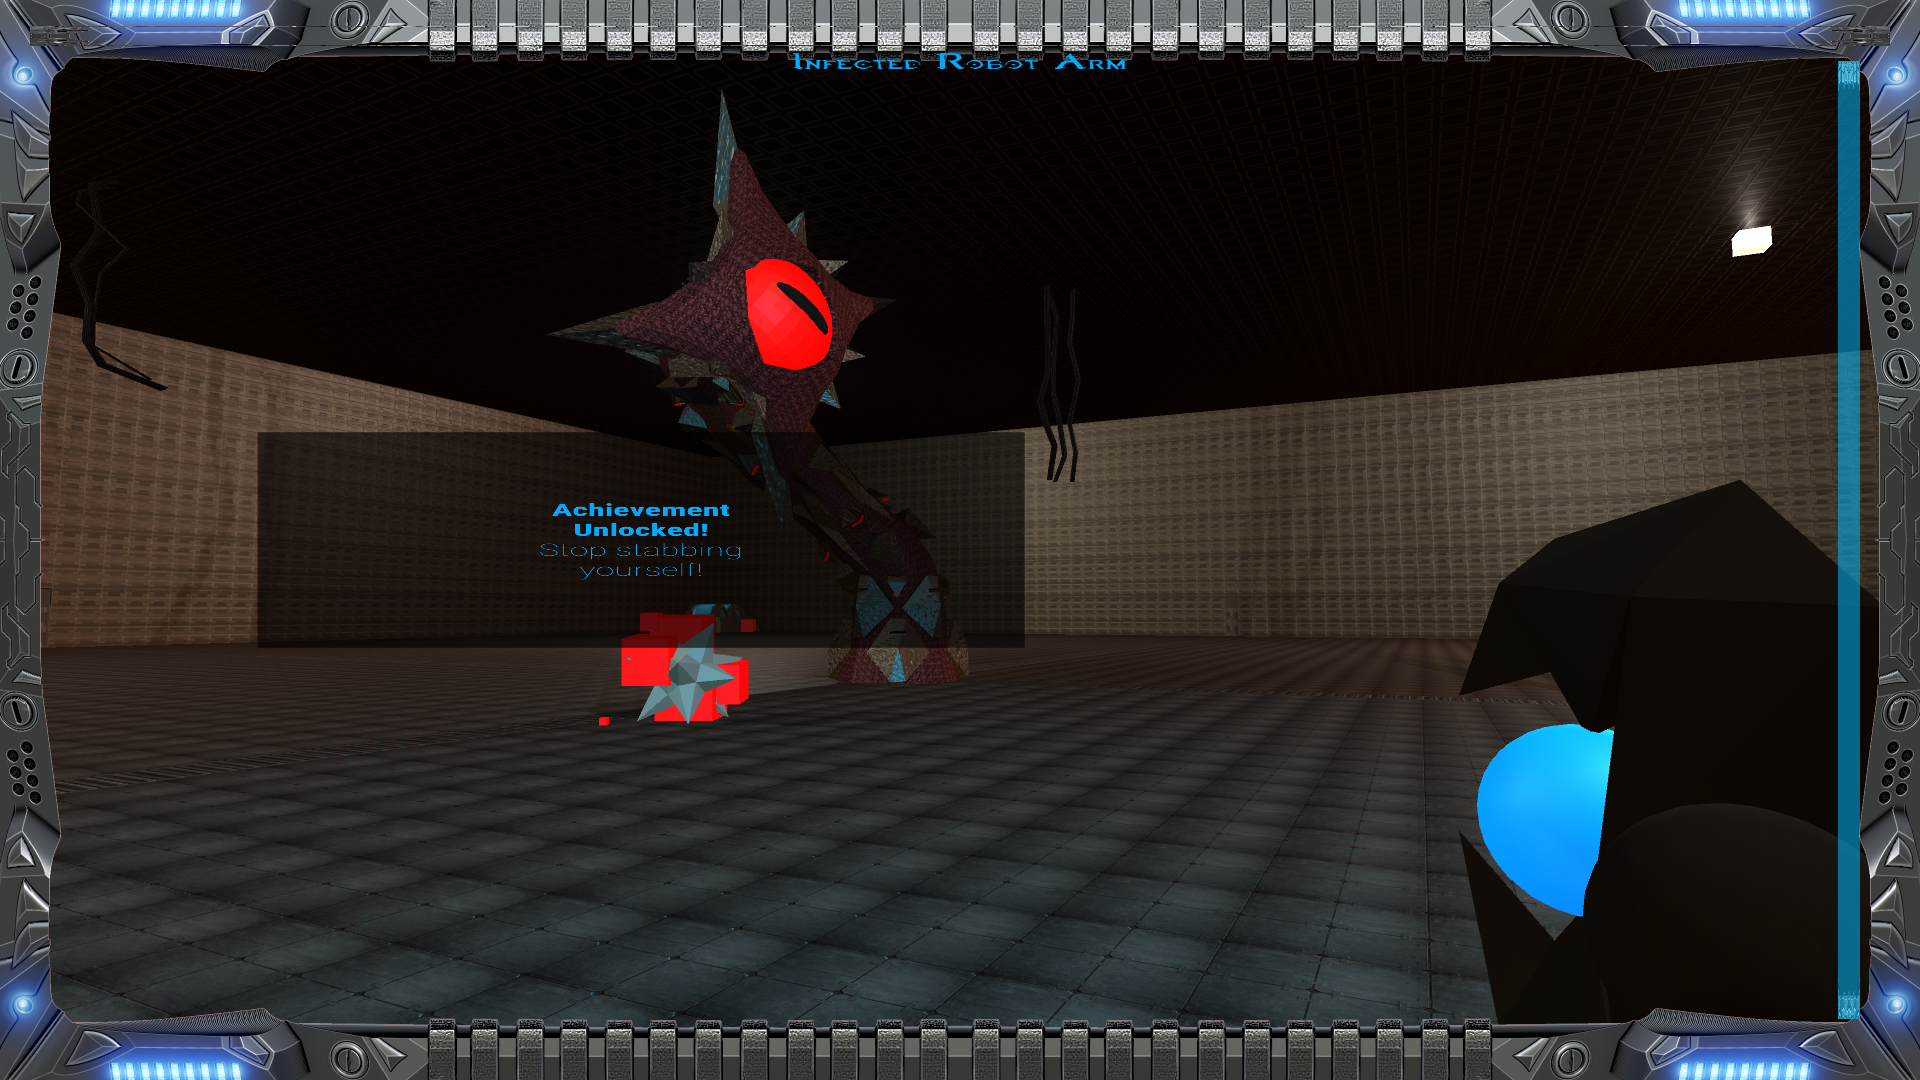 Infected Robot Arm
Achievement
Unlocked!
Stop stabbing
yourself!